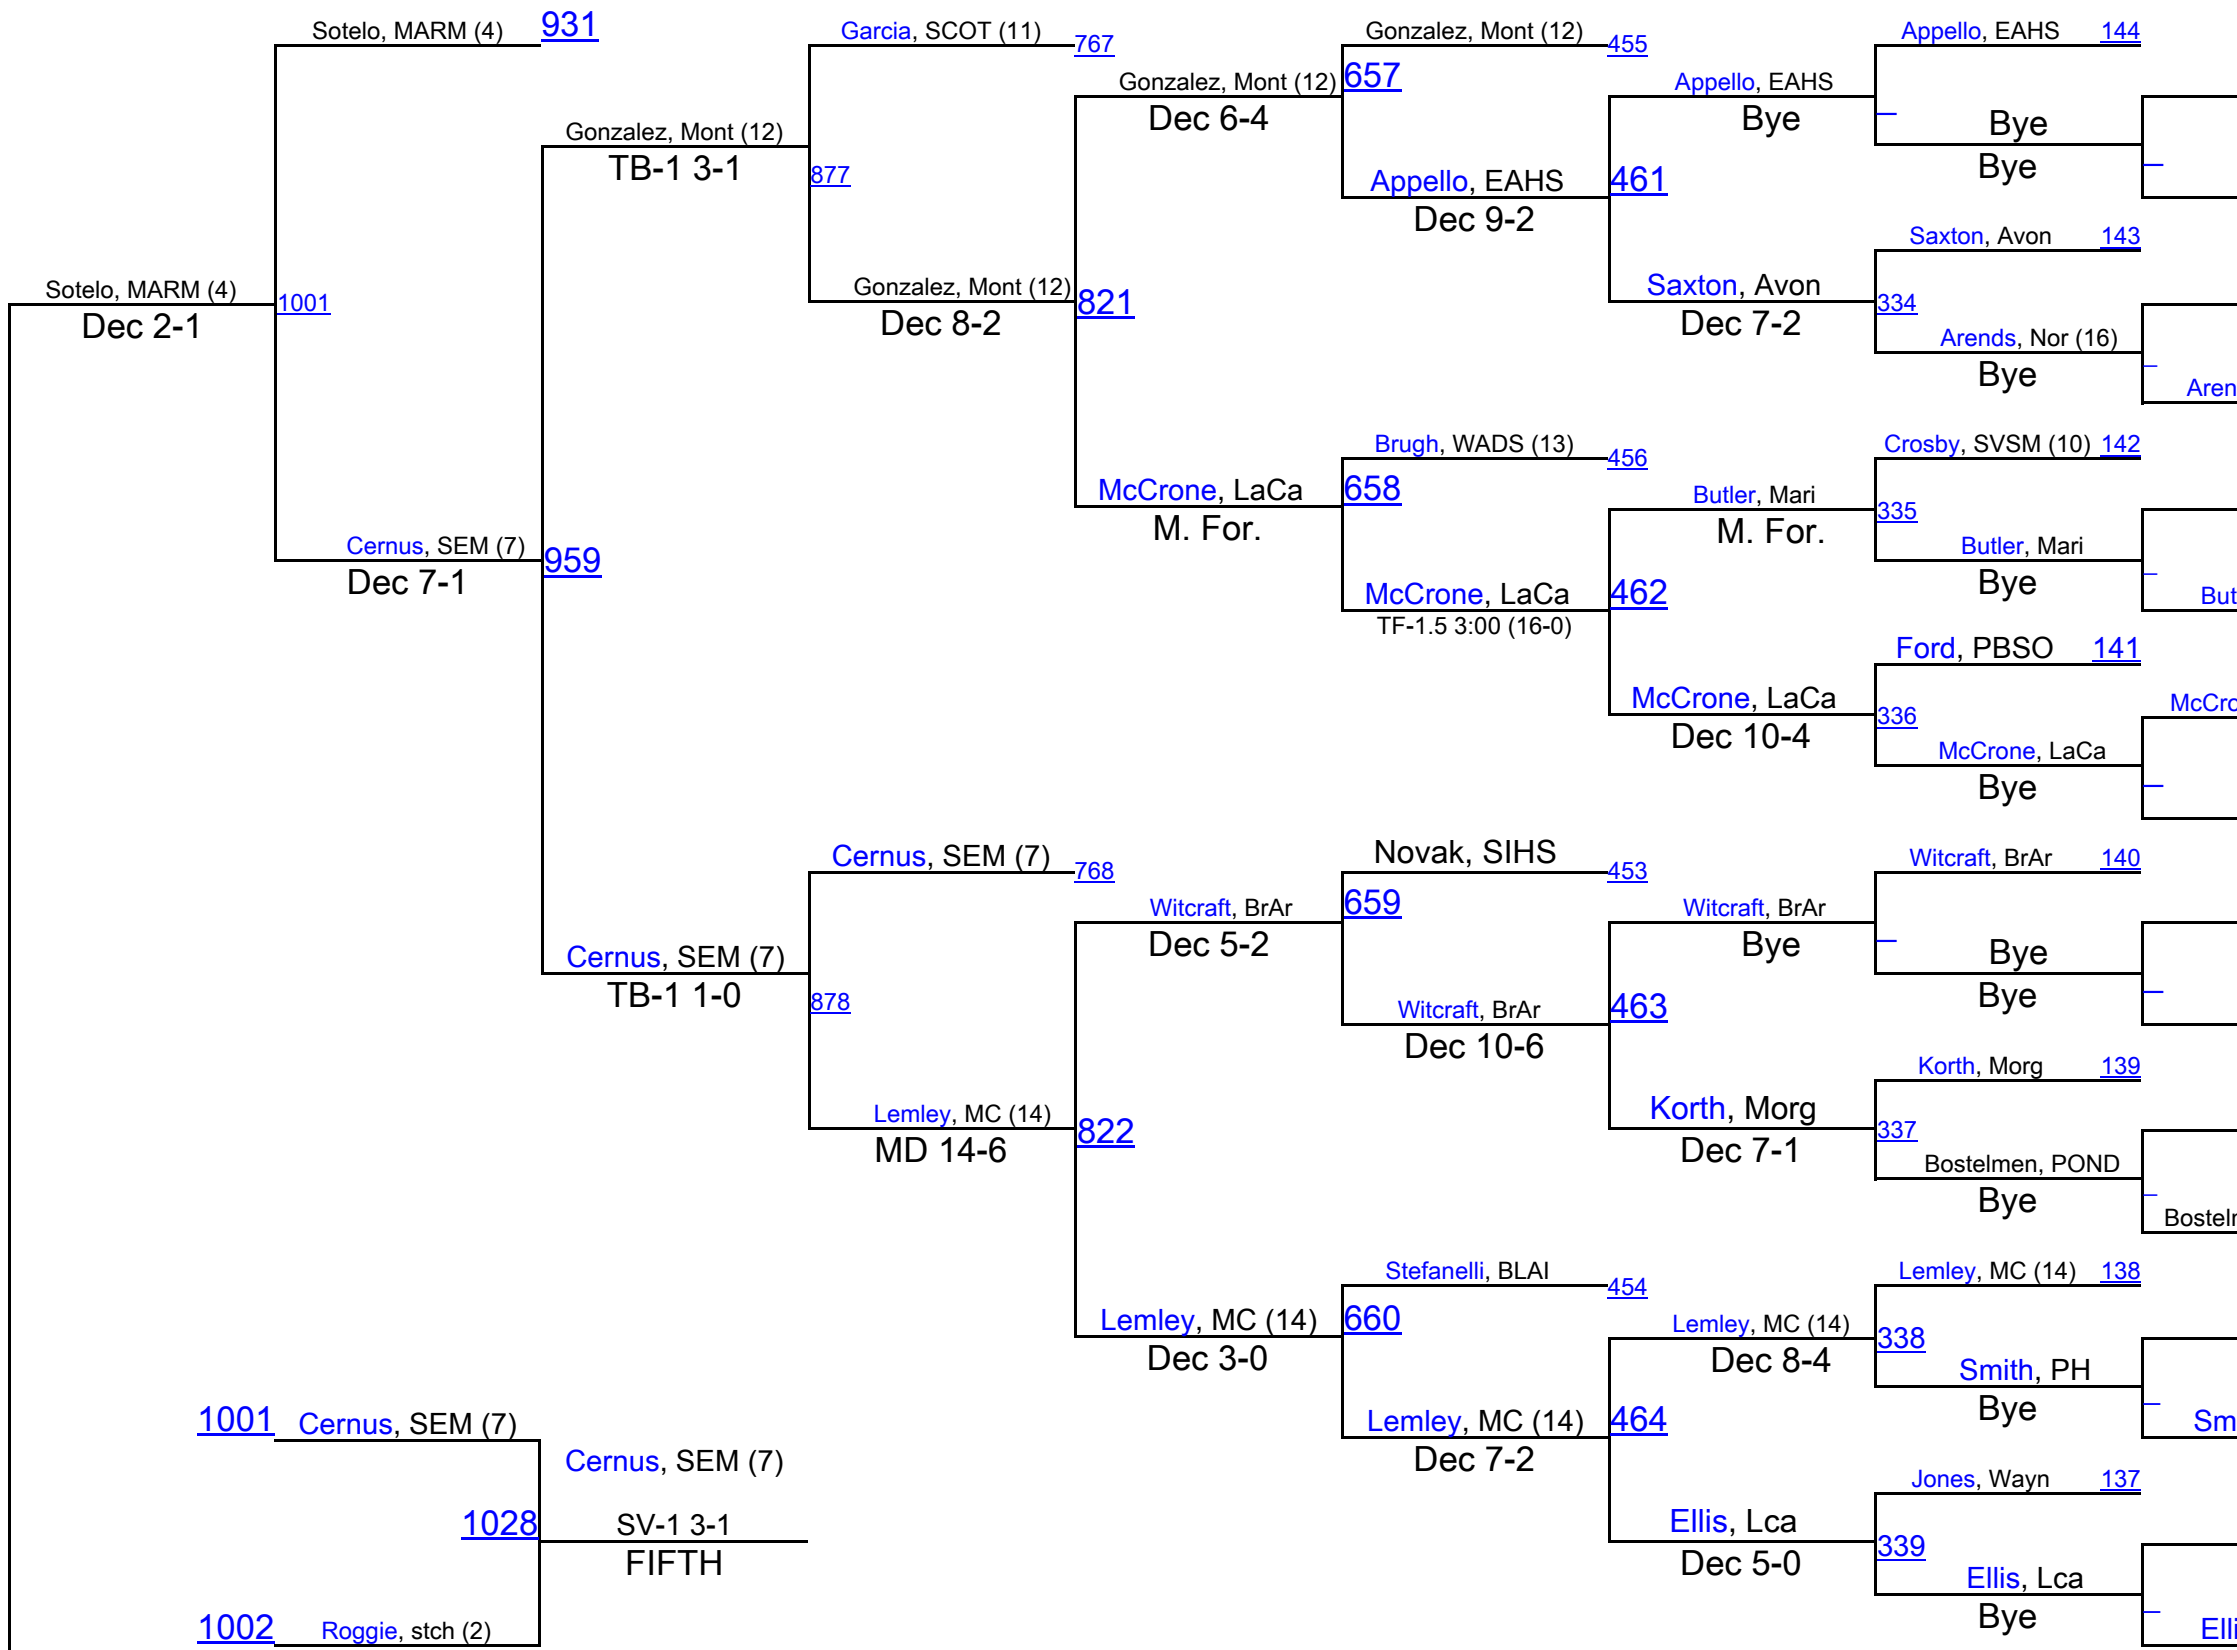 Sotelo, MARM (4)
931
Garcia, SCOT (11)
767
Gonzalez, Mont (12)
455
Appello, EAHS
144
Gonzalez, Mont (12)
Dec 6-4
657
Appello, EAHS
Bye
Bye
Bye
Gonzalez, Mont (12)
TB-1 3-1
877
Appello, EAHS
Dec 9-2
461
Saxton, Avon
143
Sotelo, MARM (4)
Dec 2-1
1001
Gonzalez, Mont (12)
Dec 8-2
821
Saxton, Avon
Dec 7-2
334
Arends, Nor (16)
Bye
Aren
Brugh, WADS (13)
456
Crosby, SVSM (10)
142
McCrone, LaCa
M. For.
658
Butler, Mari
M. For.
335
Butler, Mari
Bye
But
Cernus, SEM (7)
Dec 7-1
959
McCrone, LaCa
TF-1.5 3:00 (16-0)
462
Ford, PBSO
141
McCrone, LaCa
Dec 10-4
336
McCro
McCrone, LaCa
Bye
Cernus, SEM (7)
768
Novak, SIHS
453
Witcraft, BrAr
140
Witcraft, BrAr
Dec 5-2
659
Witcraft, BrAr
Bye
Bye
Bye
Cernus, SEM (7)
TB-1 1-0
878
Witcraft, BrAr
Dec 10-6
463
Korth, Morg
139
Lemley, MC (14)
MD 14-6
822
Korth, Morg
Dec 7-1
337
Bostelmen, POND
Bye
Bosteln
Stefanelli, BLAI
454
Lemley, MC (14)
138
Lemley, MC (14)
Dec 3-0
660
Lemley, MC (14)
Dec 8-4
338
Smith, PH
Bye
Sm
1001
Cernus, SEM (7)
Lemley, MC (14)
Dec 7-2
464
Cernus, SEM (7)
Jones, Wayn
137
1028
SV-1 3-1
FIFTH
Ellis, Lca
Dec 5-0
339
Ellis, Lca
Bye
Elli
1002
Roggie, stch (2)